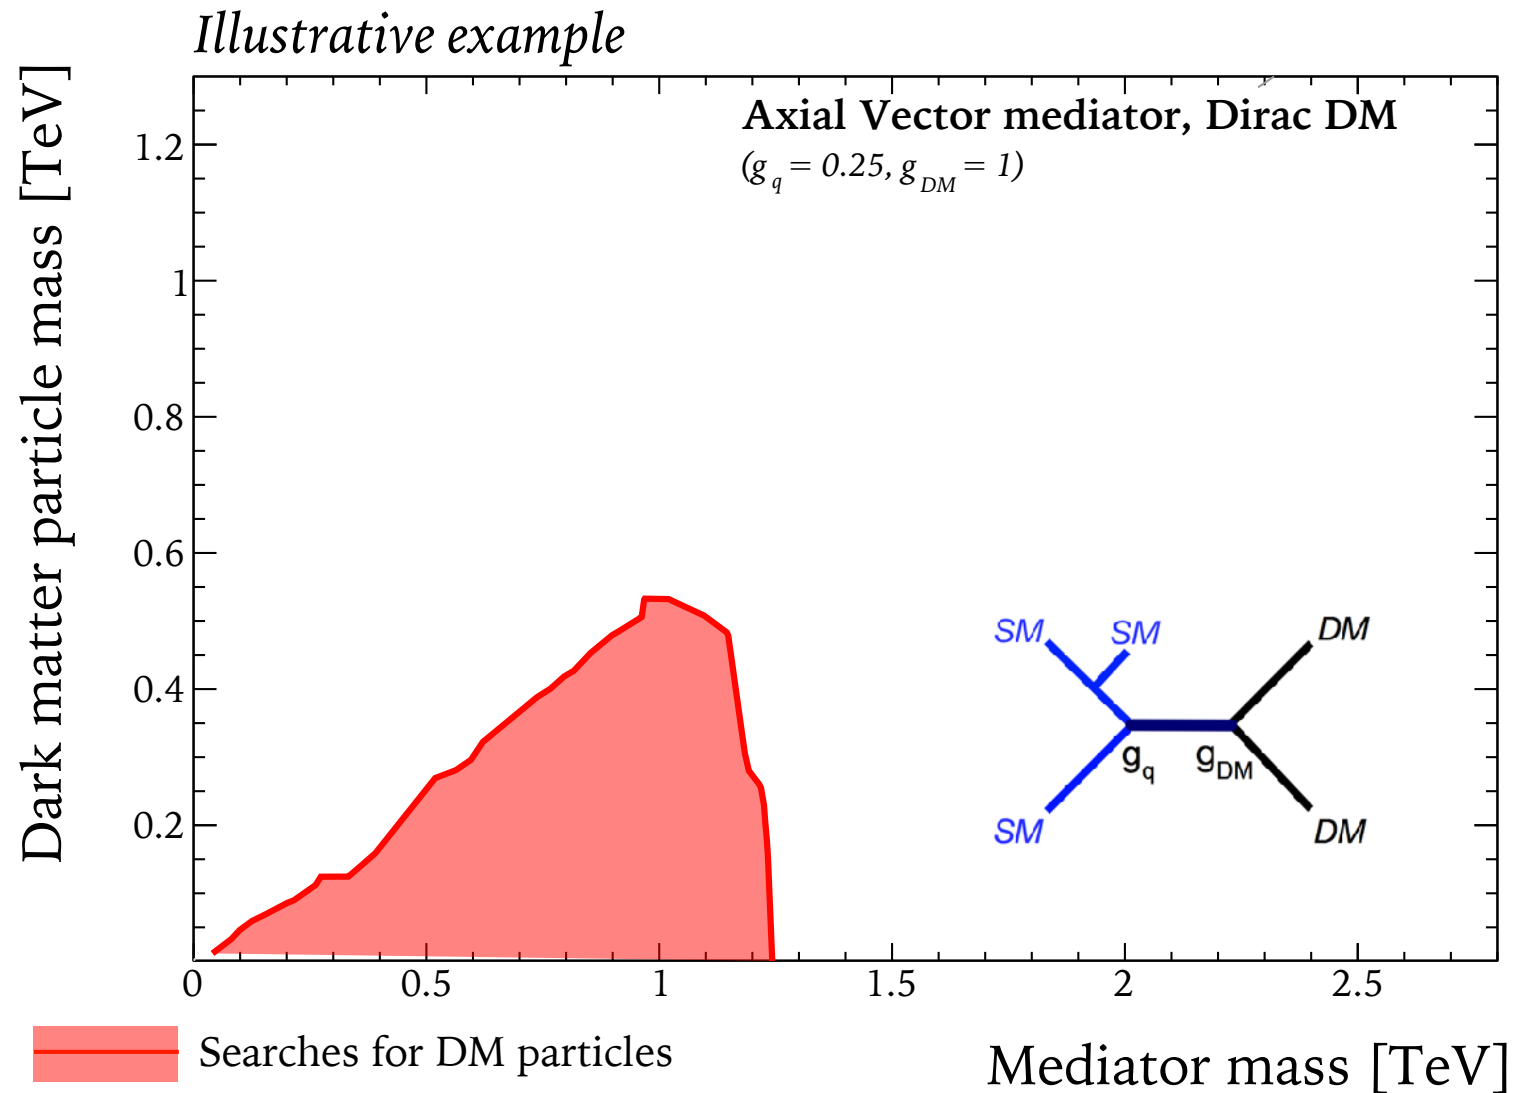 Illustrative example
Dark matter particle mass [TeV]
Axial Vector mediator, Dirac DM
(g_q = 0.25, g_DM = 1)
1.2
1
0.8
0.6
0.4
0.2
SM
SM
DM
g_q
g_DM
SM
DM
0 0.5 1 1.5 2 2.5
Searches for DM particles
Mediator mass [TeV]